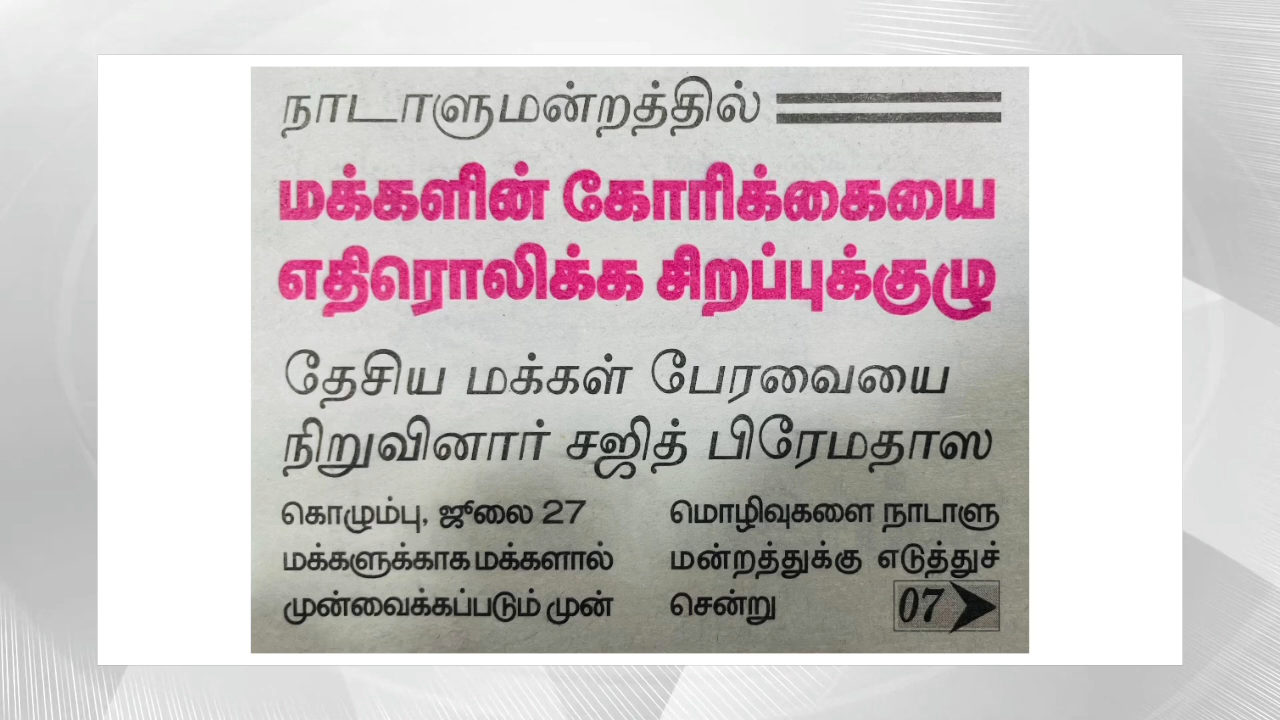 நாடாளுமன்றத்தில்
மக்களின் கோரிக்கையை
எதிரொலிக்க சிறப்புக்குழு
தேசிய மக்கள் பேரவையை
நிறுவினார் சஜித் பிரேமதாஸ
கொழும்பு, ஜூலை 27
மக்களுக்காக மக்களால்
முன்வைக்கப்படும் முன்
மொழிவுகளை நாடாளு
மன்றத்துக்கு எடுத்துச்
சென்று
07